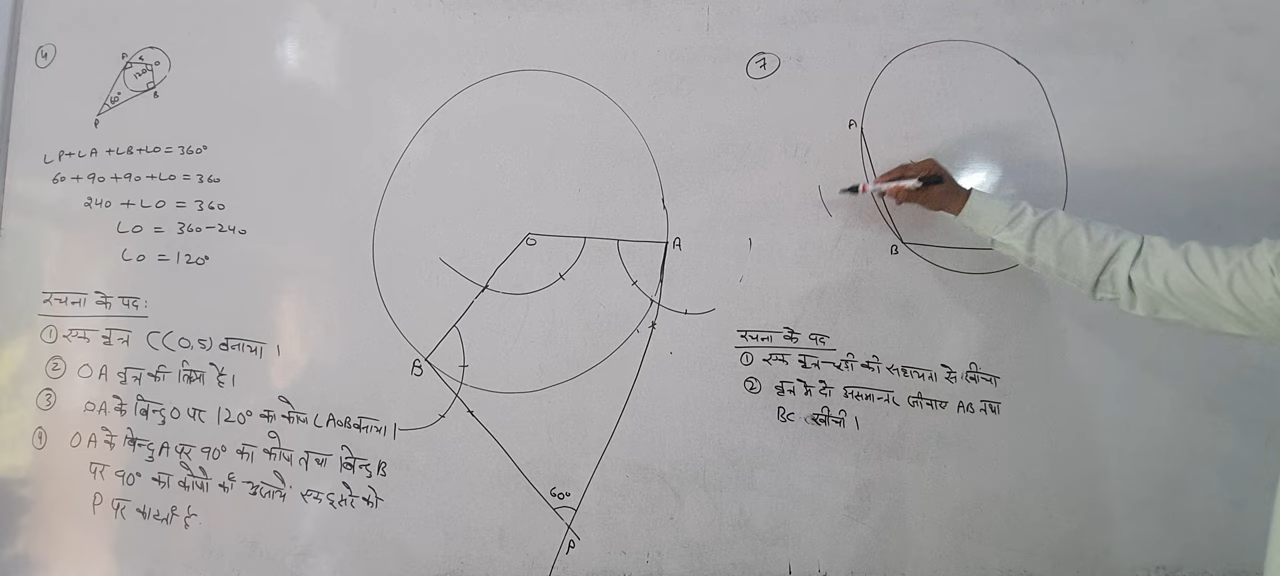 4
A
O
120°
60°
B
P
∠P+∠A+∠B+∠O=360°
60+90+90+∠O=360
240+∠O=360
∠O=360-240
∠O=120°
रचना के पद:
① एक वृत्त C(O,5) बनाया।
② OA वृत्त की त्रिज्या है।
③ OA के बिन्दु O पर 120° का कोण ∠AOB बनाया।
④ OA के बिन्दु A पर 90° का कोण तथा बिन्दु B
पर 90° का कोणो की भुजायें एक दूसरे को
P पर काटती है.
O
A
B
60°
P
7
A
B
रचना के पद
① एक वृत्त चूड़ी की सहायता से खींचा
② वृत्त मे दो असमान्तर जीवाए AB तथा
BC खींची।